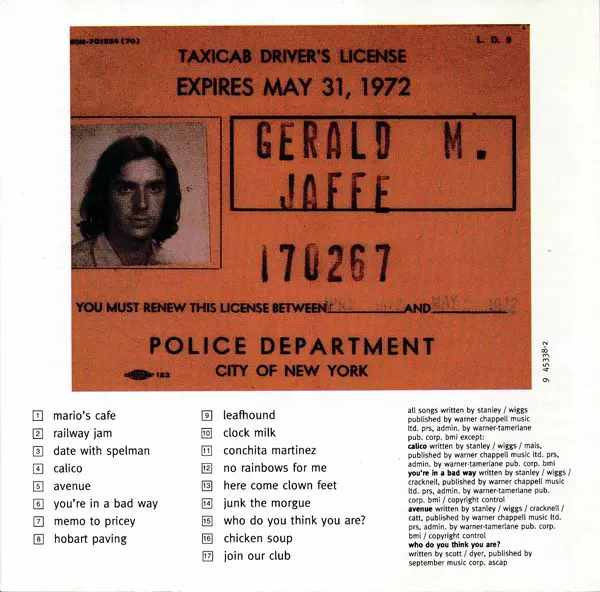 TAXICAB DRIVER'S LICENSE
L. D. 9
EXPIRES MAY 31, 1972
GERALD M.
JAFFE
170267
YOU MUST RENEW THIS LICENSE BETWEEN AND MAY 1972
POLICE DEPARTMENT
CITY OF NEW YORK
123
9 45338-2
1 mario's cafe
2 railway jam
3 date with spelman
4 calico
5 avenue
6 you're in a bad way
7 memo to pricey
8 hobart paving
9 leafhound
10 clock milk
11 conchita martinez
12 no rainbows for me
13 here come clown feet
14 junk the morgue
15 who do you think you are?
16 chicken soup
17 join our club
all songs written by stanley / wiggs
published by warner chappell music
ltd. prs, admin. by warner-tamerlane
pub. corp. bmi except:
calico written by stanley / wiggs / mais,
published by warner chappell music ltd. prs,
admin. by warner-tamerlane pub. corp. bmi
you're in a bad way written by stanley / wiggs /
cracknell, published by warner chappell music
ltd. prs, admin. by warner-tamerlane pub.
corp. bmi / copyright control
avenue written by stanley / wiggs / cracknell /
catt, published by warner chappell music ltd.
prs, admin. by warner-tamerlane pub. corp.
bmi / copyright control
who do you think you are?
written by scott / dyer, published by
september music corp. ascap